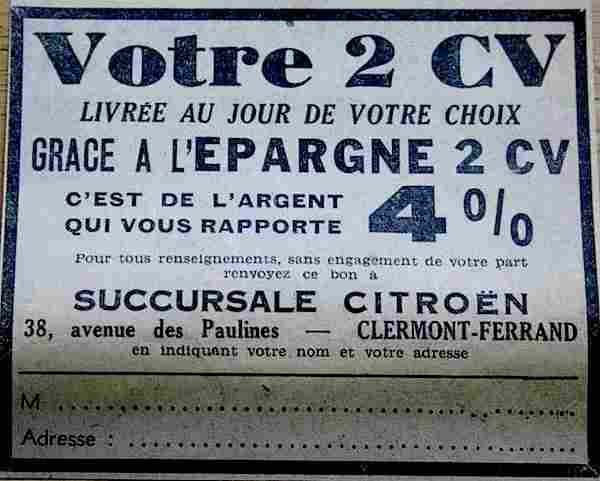 Votre 2 CV
LIVRÉE AU JOUR DE VOTRE CHOIX
GRACE A L'EPARGNE 2 CV
C'EST DE L'ARGENT
QUI VOUS RAPPORTE 4%
Pour tous renseignements, sans engagement de votre part
renvoyez ce bon à
SUCCURSALE CITROËN
38, avenue des Paulines — CLERMONT-FERRAND
en indiquant votre nom et votre adresse
M ........................................................
Adresse : ................................................